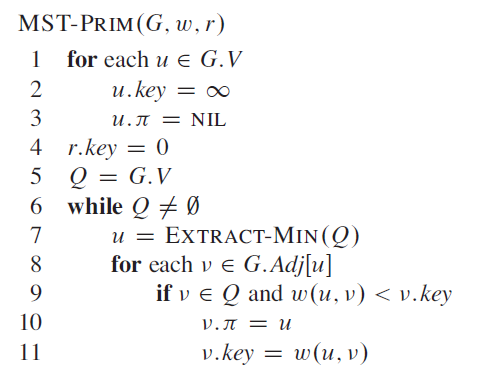 MST-PRIM(G, w, r)
1 for each u ∈ G.V
2 u.key = ∞
3 u.π = NIL
4 r.key = 0
5 Q = G.V
6 while Q ≠ ∅
7 u = EXTRACT-MIN(Q)
8 for each v ∈ G.Adj[u]
9 if v ∈ Q and w(u, v) < v.key
10 v.π = u
11 v.key = w(u, v)